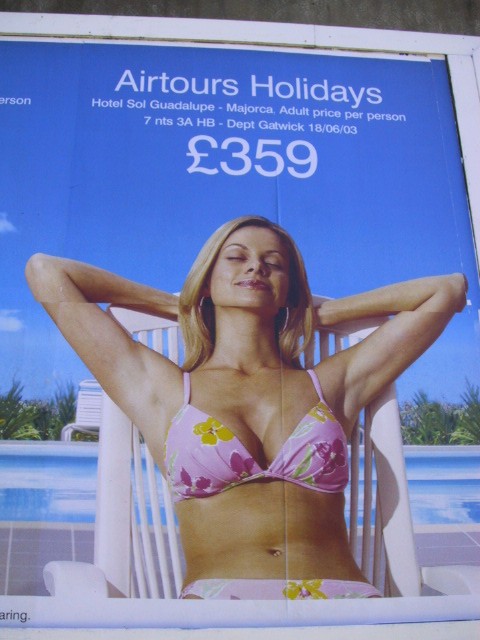 Airtours Holidays
erson
Hotel Sol Guadalupe - Majorca. Adult price per person
7 nts 3A HB - Dept Gatwick 18/06/03
£359
aring.